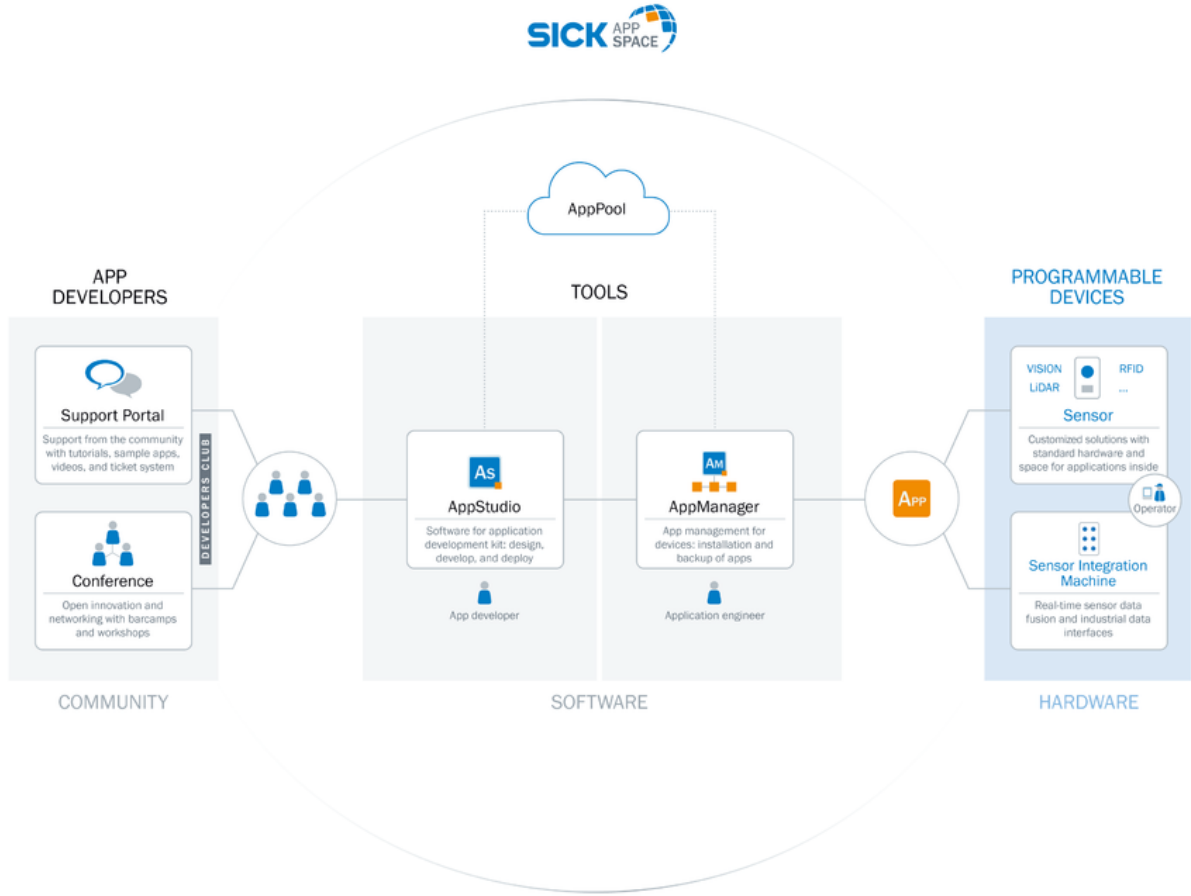 SICK APP
SPACE
AppPool
APP
DEVELOPERS
TOOLS
PROGRAMMABLE
DEVICES
Support Portal
Support from the community
with tutorials, sample apps,
videos, and ticket system
Conference
Open innovation and
networking with barcamps
and workshops
DEVELOPERS CLUB
As
AppStudio
Software for application
development kit: design,
develop, and deploy
App developer
AM
AppManager
App management for
devices: installation and
backup of apps
Application engineer
APP
VISION
RFID
LiDAR
...
Sensor
Customized solutions with
standard hardware and
space for applications inside
Operator
Sensor Integration
Machine
Real-time sensor data
fusion and industrial data
interfaces
COMMUNITY
SOFTWARE
HARDWARE